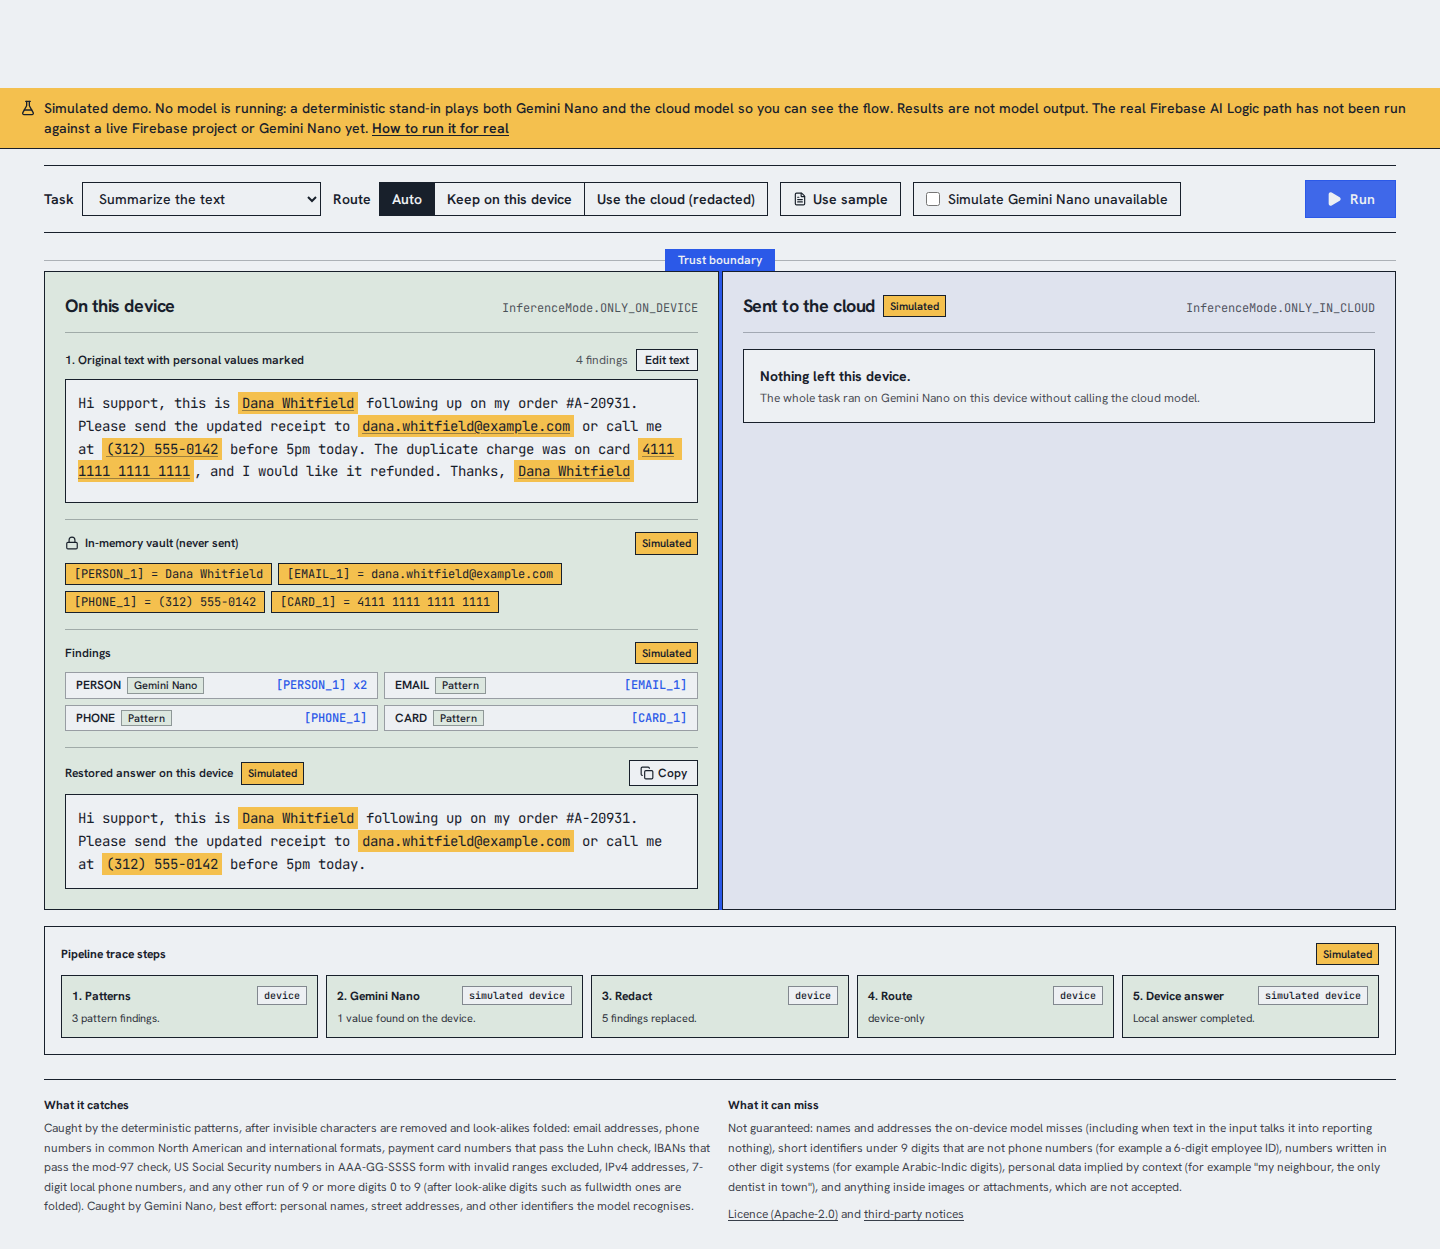 Simulated demo. No model is running: a deterministic stand-in plays both Gemini Nano and the cloud model so you can see the flow. Results are not model output. The real Firebase AI Logic path has not been run
against a live Firebase project or Gemini Nano yet. How to run it for real
Task Summarize the text Route Auto Keep on this device Use the cloud (redacted) Use sample Simulate Gemini Nano unavailable Run
Trust boundary
On this device InferenceMode.ONLY_ON_DEVICE
1. Original text with personal values marked 4 findings Edit text
Hi support, this is Dana Whitfield following up on my order #A-20931.
Please send the updated receipt to dana.whitfield@example.com or call me
at (312) 555-0142 before 5pm today. The duplicate charge was on card 4111
1111 1111 1111, and I would like it refunded. Thanks, Dana Whitfield
In-memory vault (never sent) Simulated
[PERSON_1] = Dana Whitfield [EMAIL_1] = dana.whitfield@example.com
[PHONE_1] = (312) 555-0142 [CARD_1] = 4111 1111 1111 1111
Findings Simulated
PERSON Gemini Nano [PERSON_1] x2 EMAIL Pattern [EMAIL_1]
PHONE Pattern [PHONE_1] CARD Pattern [CARD_1]
Restored answer on this device Simulated Copy
Hi support, this is Dana Whitfield following up on my order #A-20931.
Please send the updated receipt to dana.whitfield@example.com or call me
at (312) 555-0142 before 5pm today.
Sent to the cloud Simulated InferenceMode.ONLY_IN_CLOUD
Nothing left this device.
The whole task ran on Gemini Nano on this device without calling the cloud model.
Pipeline trace steps Simulated
1. Patterns device
3 pattern findings.
2. Gemini Nano simulated device
1 value found on the device.
3. Redact device
5 findings replaced.
4. Route device
device-only
5. Device answer simulated device
Local answer completed.
What it catches
Caught by the deterministic patterns, after invisible characters are removed and look-alikes folded: email addresses, phone
numbers in common North American and international formats, payment card numbers that pass the Luhn check, IBANs that
pass the mod-97 check, US Social Security numbers in AAA-GG-SSSS form with invalid ranges excluded, IPv4 addresses, 7-
digit local phone numbers, and any other run of 9 or more digits 0 to 9 (after look-alike digits such as fullwidth ones are
folded). Caught by Gemini Nano, best effort: personal names, street addresses, and other identifiers the model recognises.
What it can miss
Not guaranteed: names and addresses the on-device model misses (including when text in the input talks it into reporting
nothing), short identifiers under 9 digits that are not phone numbers (for example a 6-digit employee ID), numbers written in
other digit systems (for example Arabic-Indic digits), personal data implied by context (for example "my neighbour, the only
dentist in town"), and anything inside images or attachments, which are not accepted.
Licence (Apache-2.0) and third-party notices